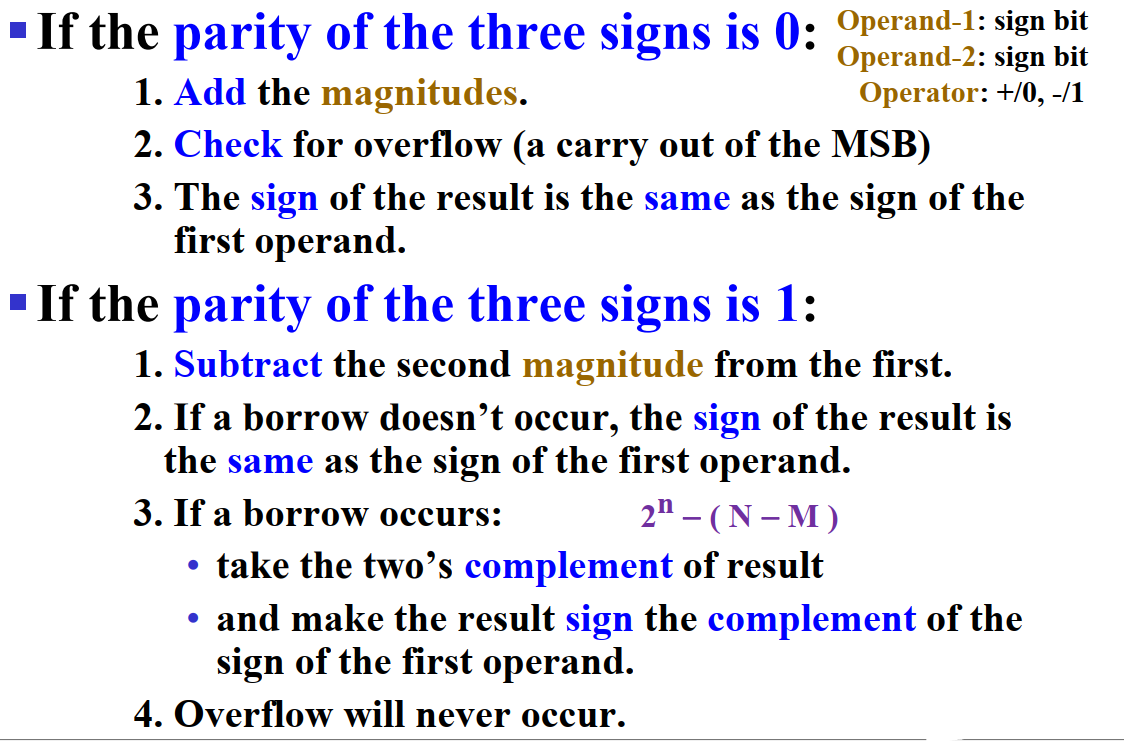 ▪ If the parity of the three signs is 0:
Operand-1: sign bit
Operand-2: sign bit
Operator: +/0, -/1
1. Add the magnitudes.
2. Check for overflow (a carry out of the MSB)
3. The sign of the result is the same as the sign of the
first operand.
▪ If the parity of the three signs is 1:
1. Subtract the second magnitude from the first.
2. If a borrow doesn’t occur, the sign of the result is
the same as the sign of the first operand.
3. If a borrow occurs: 2ⁿ – ( N – M )
• take the two’s complement of result
• and make the result sign the complement of the
sign of the first operand.
4. Overflow will never occur.